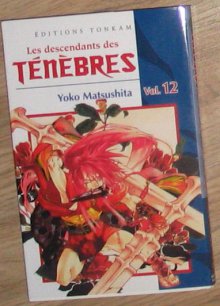 ÉDITIONS TONKAM
Les descendants des
TÉNÈBRES
Yoko Matsushita
Vol. 12